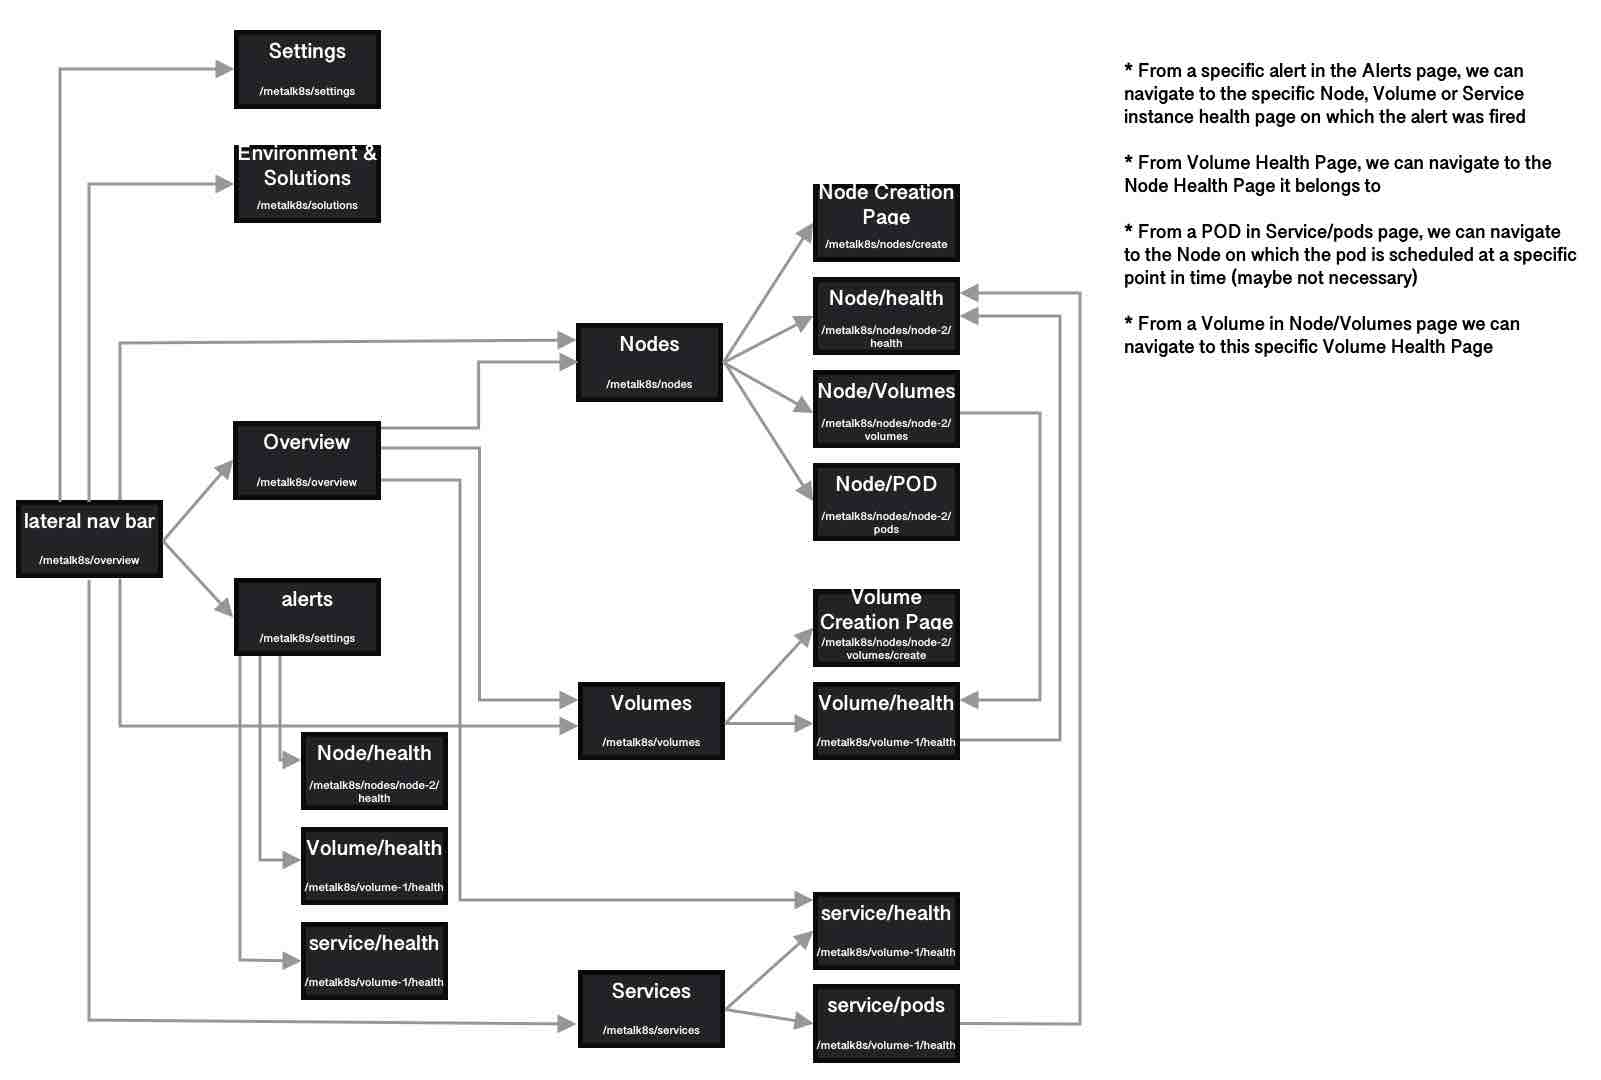 Settings
/metalk8s/settings
Environment &
Solutions
/metalk8s/solutions
Node Creation
Page
/metalk8s/nodes/create
Node/health
/metalk8s/nodes/node-2/
health
Nodes
/metalk8s/nodes
Node/Volumes
/metalk8s/nodes/node-2/
volumes
Overview
/metalk8s/overview
Node/POD
/metalk8s/nodes/node-2/
pods
lateral nav bar
/metalk8s/overview
alerts
/metalk8s/settings
Volume
Creation Page
/metalk8s/nodes/node-2/
volumes/create
Volumes
/metalk8s/volumes
Volume/health
/metalk8s/volume-1/health
Node/health
/metalk8s/nodes/node-2/
health
Volume/health
/metalk8s/volume-1/health
service/health
/metalk8s/volume-1/health
service/health
/metalk8s/volume-1/health
Services
/metalk8s/services
service/pods
/metalk8s/volume-1/health
* From a specific alert in the Alerts page, we can
navigate to the specific Node, Volume or Service
instance health page on which the alert was fired
* From Volume Health Page, we can navigate to the
Node Health Page it belongs to
* From a POD in Service/pods page, we can navigate
to the Node on which the pod is scheduled at a specific
point in time (maybe not necessary)
* From a Volume in Node/Volumes page we can
navigate to this specific Volume Health Page